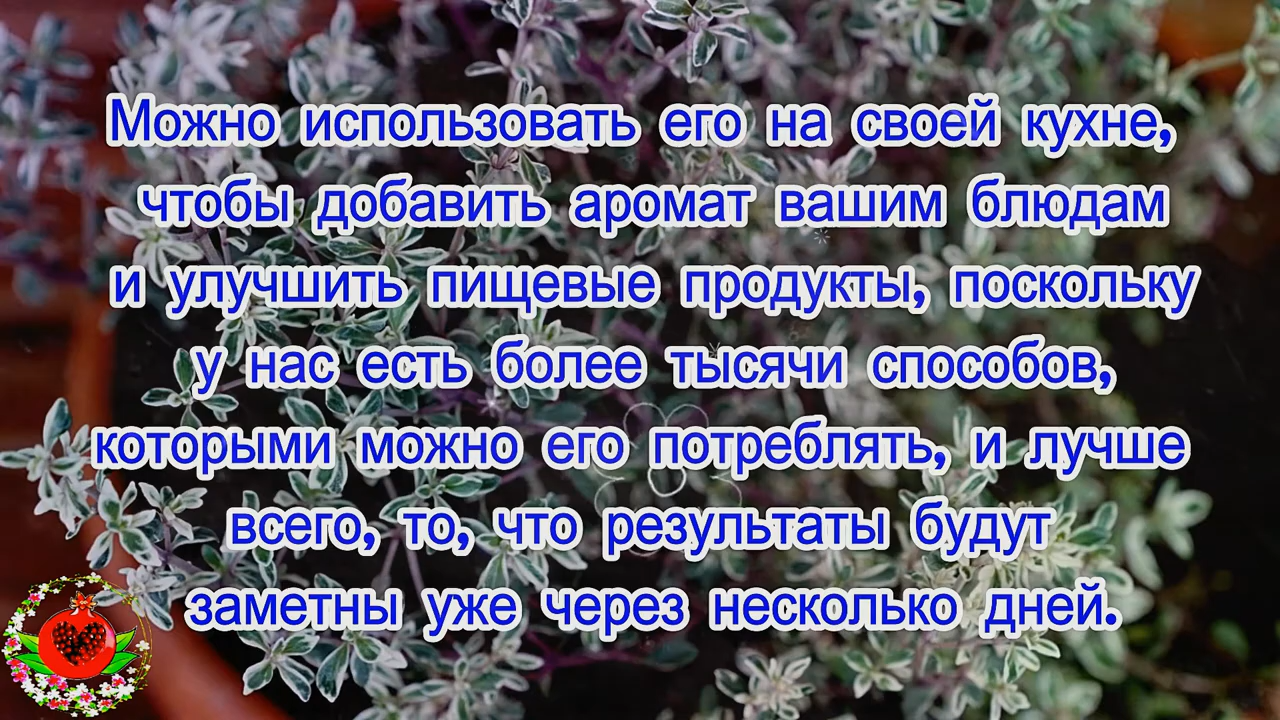 Можно использовать его на своей кухне,
чтобы добавить аромат вашим блюдам
и улучшить пищевые продукты, поскольку
у нас есть более тысячи способов,
которыми можно его потреблять, и лучше
всего, то, что результаты будут
заметны уже через несколько дней.